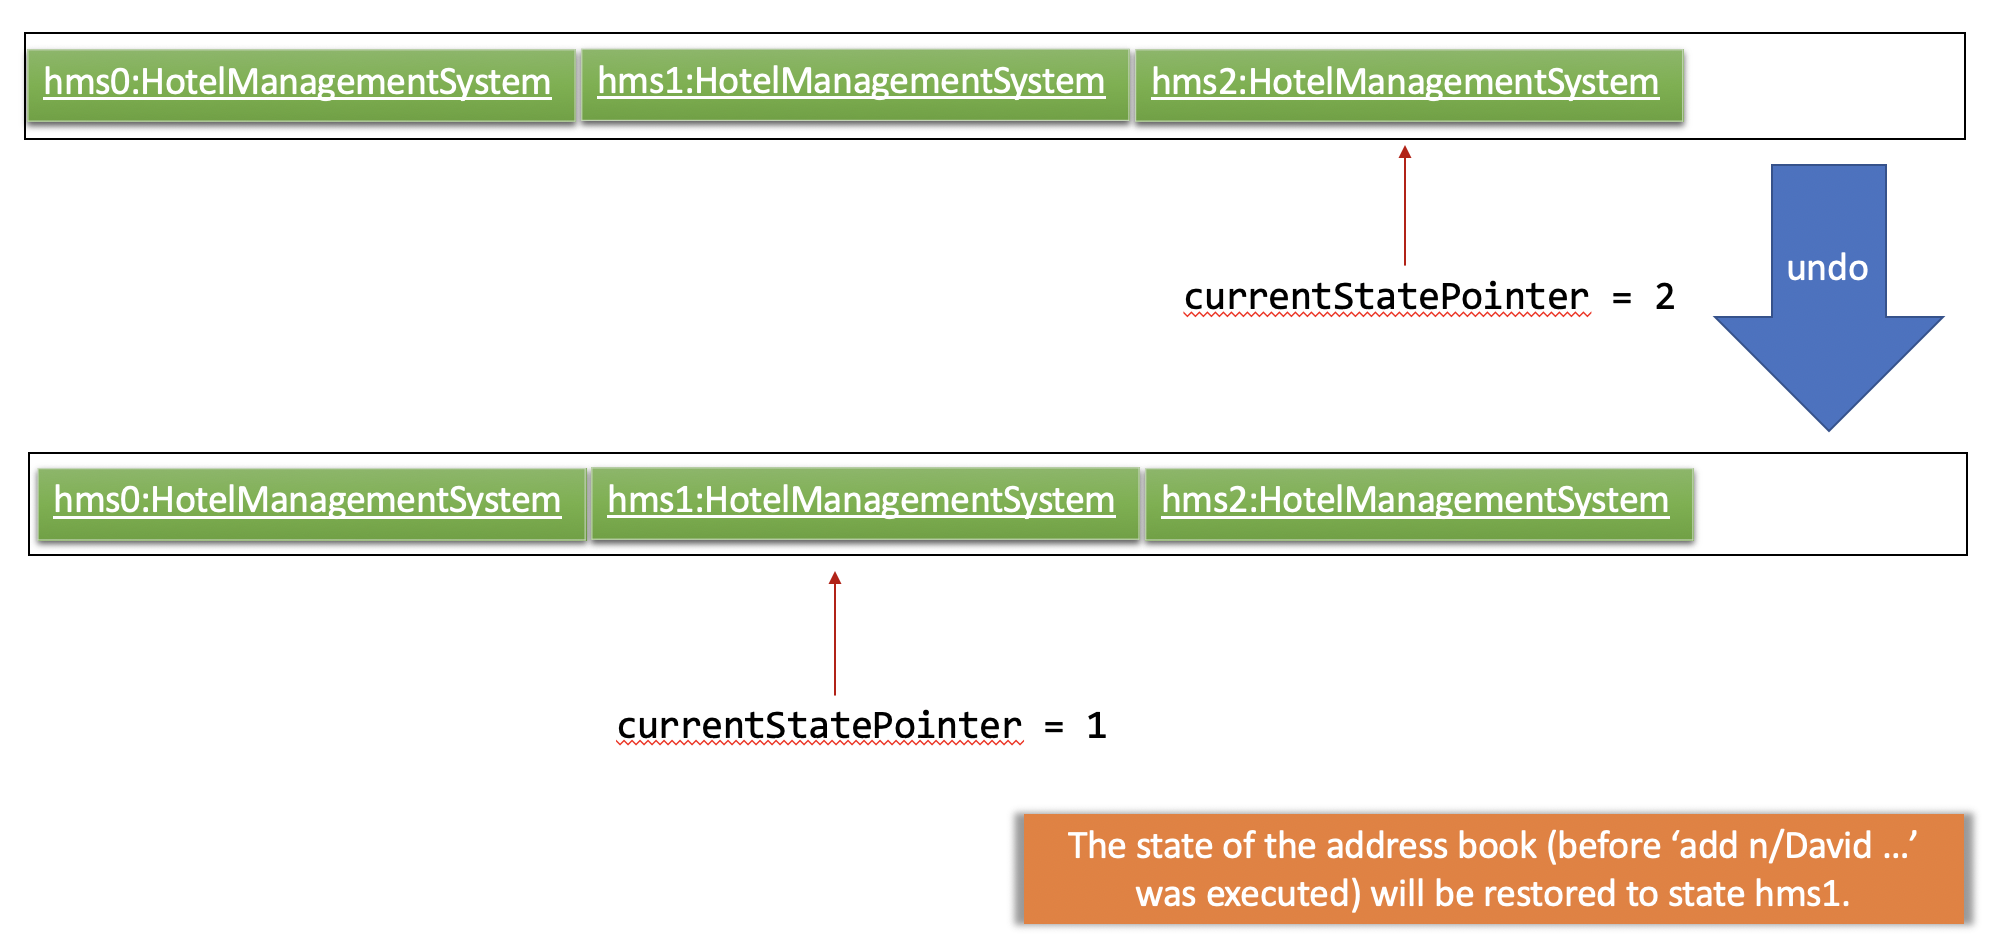 hms0:HotelManagementSystem hms1:HotelManagementSystem hms2:HotelManagementSystem
currentStatePointer = 2
undo
hms0:HotelManagementSystem hms1:HotelManagementSystem hms2:HotelManagementSystem
currentStatePointer = 1
The state of the address book (before ‘add n/David …’
was executed) will be restored to state hms1.